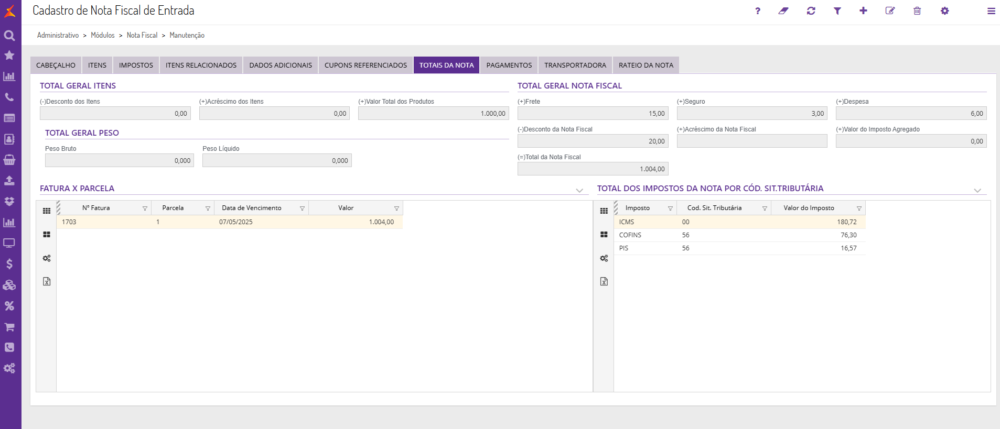 Cadastro de Nota Fiscal de Entrada
?
Administrativo > Módulos > Nota Fiscal > Manutenção
CABEÇALHO ITENS IMPOSTOS ITENS RELACIONADOS DADOS ADICIONAIS CUPONS REFERENCIADOS TOTAIS DA NOTA PAGAMENTOS TRANSPORTADORA RATEIO DA NOTA
TOTAL GERAL ITENS
(-)Desconto dos Itens (+)Acréscimo dos Itens (+)Valor Total dos Produtos
0,00 0,00 1.000,00
TOTAL GERAL PESO
Peso Bruto Peso Líquido
0,000 0,000
TOTAL GERAL NOTA FISCAL
(+)Frete (+)Seguro (+)Despesa
15,00 3,00 6,00
(-)Desconto da Nota Fiscal (+)Acréscimo da Nota Fiscal (+)Valor do Imposto Agregado
20,00 0,00
(=)Total da Nota Fiscal
1.004,00
FATURA X PARCELA
Nº Fatura Parcela Data de Vencimento Valor
1703 1 07/05/2025 1.004,00
TOTAL DOS IMPOSTOS DA NOTA POR CÓD. SIT.TRIBUTÁRIA
Imposto Cod. Sit. Tributária Valor do Imposto
ICMS 00 180,72
COFINS 56 76,30
PIS 56 16,57